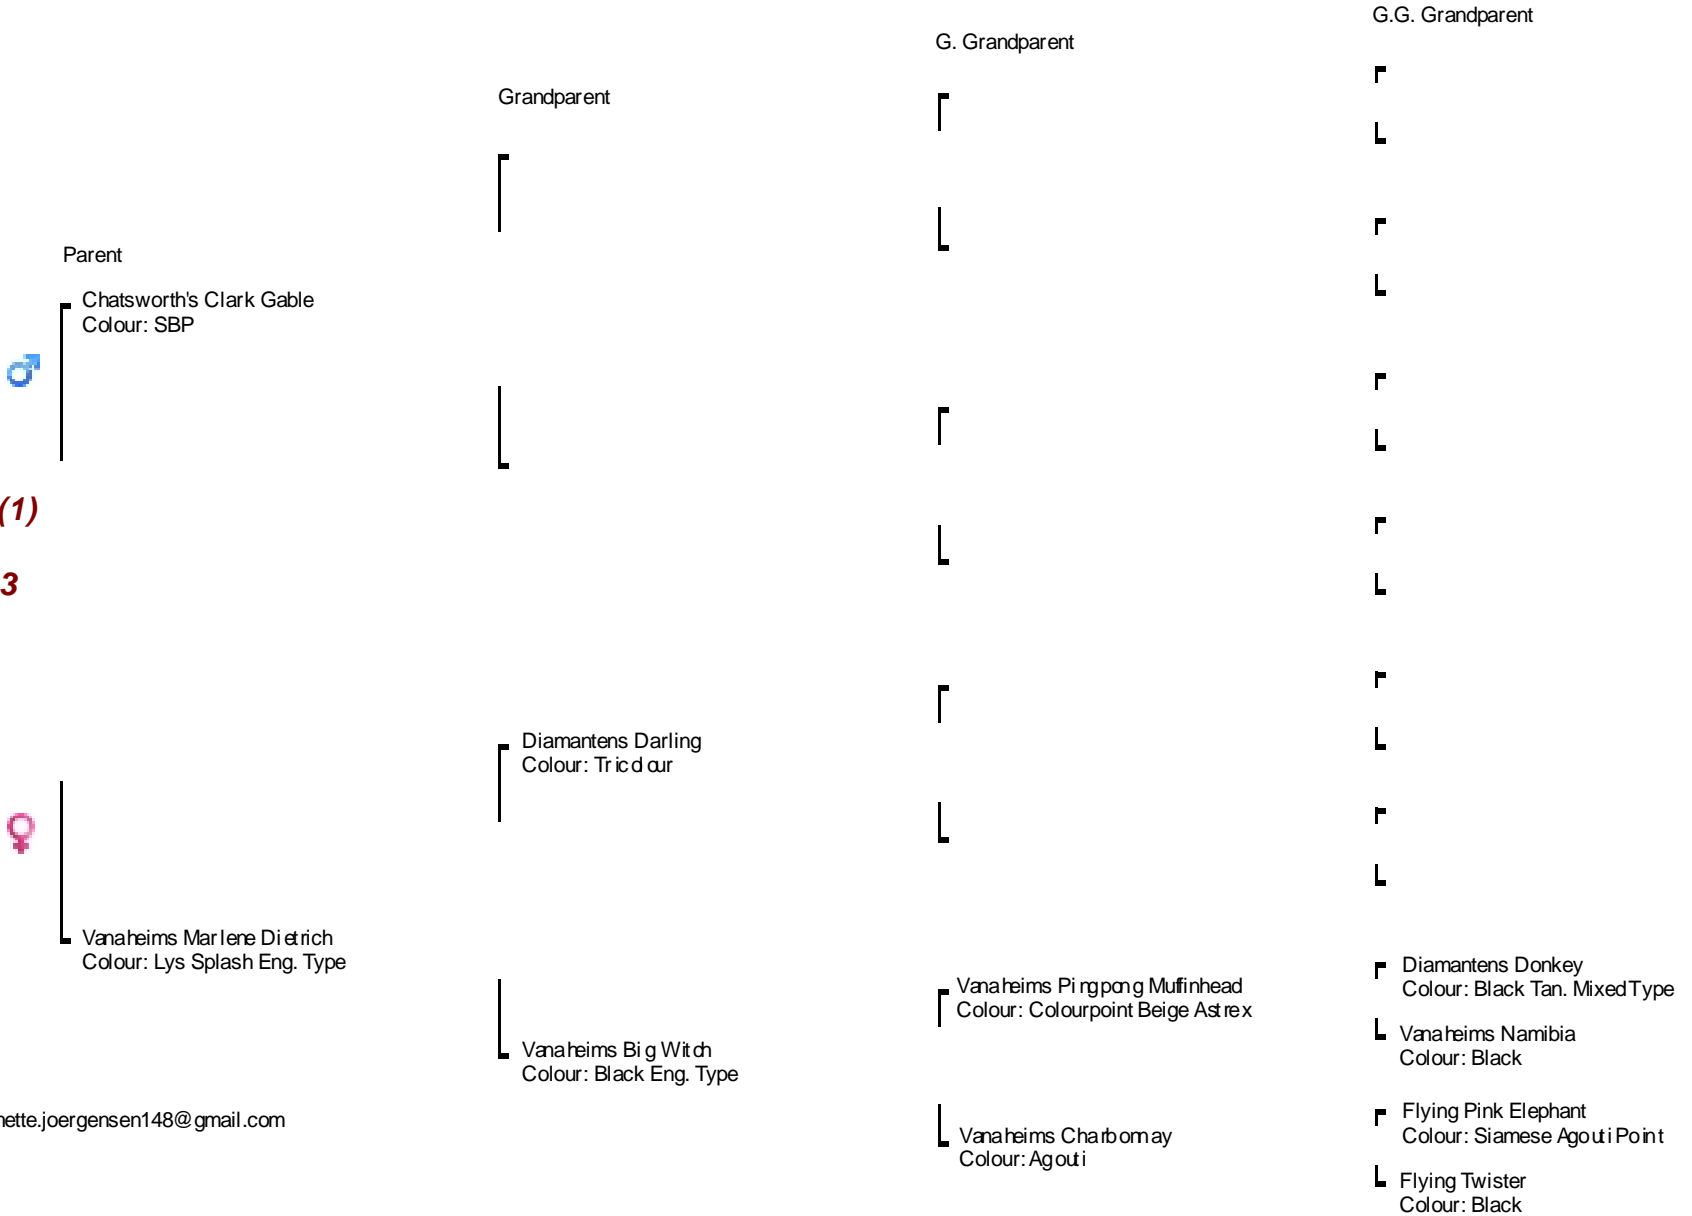 G.G. Grandparent
G. Grandparent
Grandparent
Parent
Chatsworth's Clark Gable
Colour: SBP
(1)
3
Diamantens Darling
Colour: Tricolour
Vanaheims Marlene Dietrich
Colour: Lys Splash Eng. Type
Vanaheims Big Witch
Colour: Black Eng. Type
Vanaheims Pingpong Muffinhead
Colour: Colourpoint Beige Astrex
Vanaheims Charbonnay
Colour: Agouti
Diamantens Donkey
Colour: Black Tan. Mixed Type
Vanaheims Namibia
Colour: Black
Flying Pink Elephant
Colour: Siamese Agouti Point
Flying Twister
Colour: Black
nette.joergensen148@gmail.com